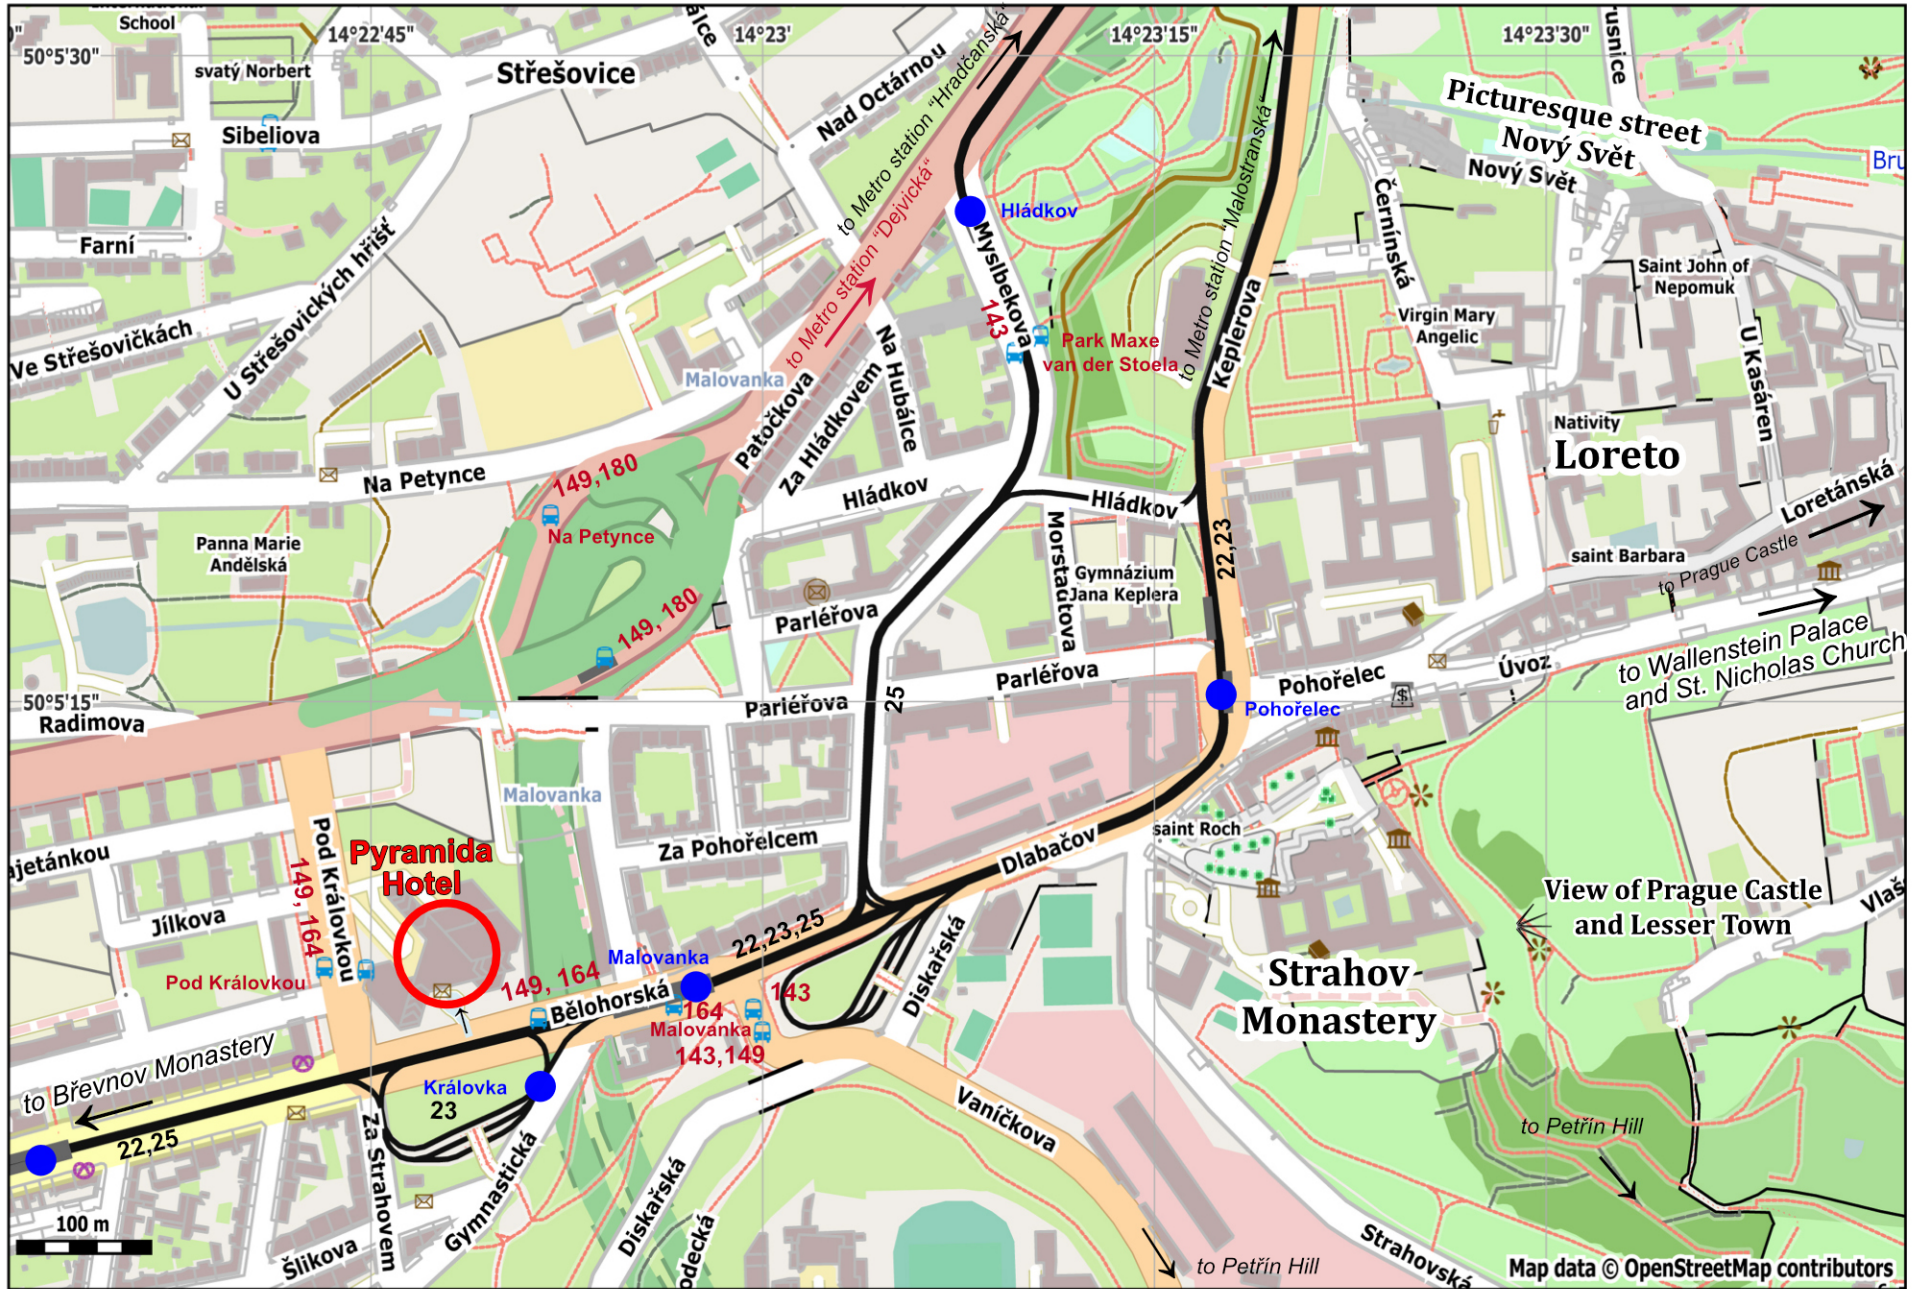 School
14°22'45"
14°23'
14°23'15"
14°23'30"
50°5'30"
svatý Norbert
Střešovice
Nad Octárnou
to Metro station "Hradčanská"
Picturesque street
Nový Svět
Nový Svět
Sibeliova
to Metro station "Dejvická"
to Metro station "Malostranská"
Hládkov
Myslbekova
Černínská
Farní
U Střešovických hřišť
Saint John of
Nepomuk
143
Park Maxe
van der Stoela
Keplerova
Virgin Mary
Angelic
U Kasáren
Ve Střešovičkách
Malovanka
Na Hubálce
Patočkova
Za Hládkovem
Nativity
Loreto
Na Petynce
149,180
Hládkov
Hládkov
Loretánská
Na Petynce
Panna Marie
Andělská
Morstadtova
22,23
Gymnázium
Jana Keplera
saint Barbara
to Prague Castle
149, 180
Parléřova
Parléřova
Pohořelec
Úvoz
to Wallenstein Palace
and St. Nicholas Church
50°5'15"
Radimova
Parléřova
25
Pohořelec
Malovanka
Pod Královkou
Pyramida
Hotel
Za Pohořelcem
Dlabačov
saint Roch
149, 164
Jílkova
View of Prague Castle
and Lesser Town
22,23,25
Diskařská
Malovanka
Pod Královkou
149, 164
Bělohorská
143
164
Malovanka
143,149
Strahov
Monastery
to Břevnov Monastery
Královka
23
22,25
Vaníčkova
to Petřín Hill
Za Strahovem
Gymnastická
Diskařská
100 m
Šlikova
to Petřín Hill
Strahovská
Map data © OpenStreetMap contributors